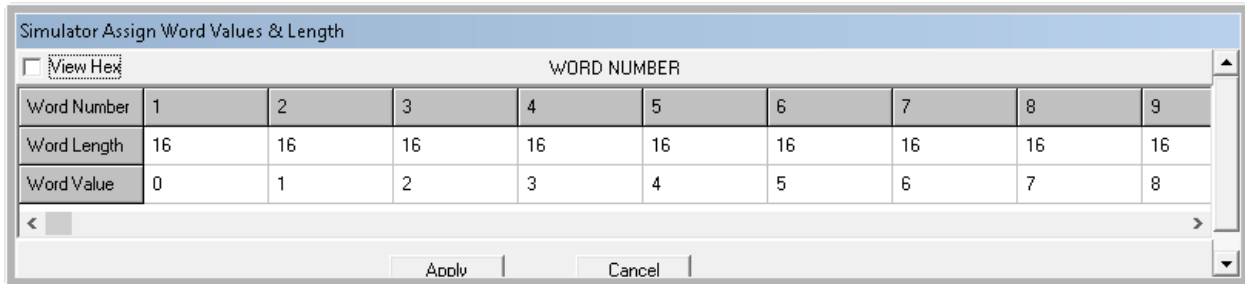 Simulator Assign Word Values & Length
View Hex WORD NUMBER
Word Number 1 2 3 4 5 6 7 8 9
Word Length 16 16 16 16 16 16 16 16 16
Word Value 0 1 2 3 4 5 6 7 8
Apply Cancel